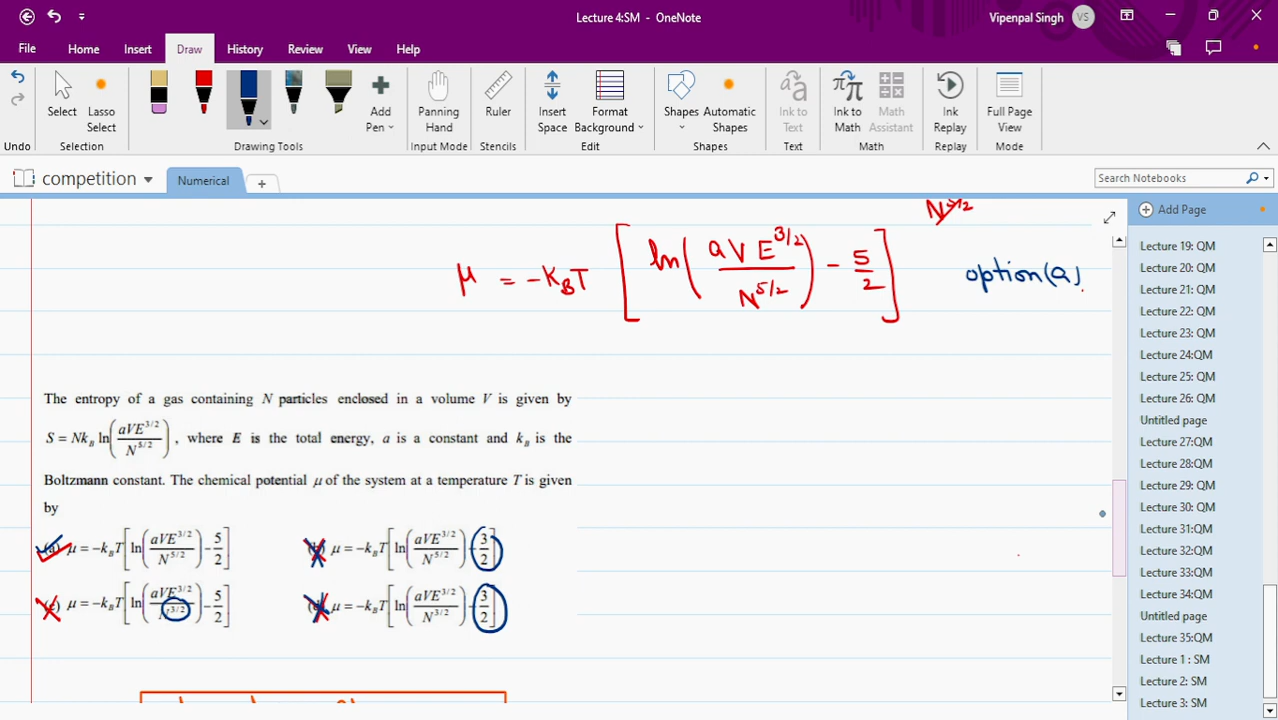 Lecture 4:SM - OneNote
Vipenpal Singh VS
File Home Insert Draw History Review View Help
Undo
Select
Lasso Select
Add Pen
Panning Hand
Ruler
Insert Space
Format Background
Shapes
Automatic Shapes
Ink to Text
Ink to Math
Math Assistant
Ink Replay
Full Page View
Undo Selection Drawing Tools Input Mode Stencils Edit Text Math Replay Mode
competition Numerical Search Notebooks
N^{5/2}
μ = -k_BT [ ln( aVE^{3/2} / N^{5/2} ) - 5/2 ] option(a).
The entropy of a gas containing N particles enclosed in a volume V is given by
S = Nk_B ln( aVE^{3/2} / N^{5/2} ), where E is the total energy, a is a constant and k_B is the
Boltzmann constant. The chemical potential μ of the system at a temperature T is given
by
(a) μ = -k_BT [ ln( aVE^{3/2} / N^{5/2} ) - 5/2 ] μ = -k_BT [ ln( aVE^{3/2} / N^{5/2} ) - 3/2 ]
(c) μ = -k_BT [ ln( aVE^{3/2} / N^{3/2} ) - 5/2 ] μ = -k_BT [ ln( aVE^{3/2} / N^{3/2} ) - 3/2 ]
Add Page
Lecture 19: QM
Lecture 20: QM
Lecture 21: QM
Lecture 22: QM
Lecture 23: QM
Lecture 24:QM
Lecture 25: QM
Lecture 26: QM
Untitled page
Lecture 27:QM
Lecture 28:QM
Lecture 29: QM
Lecture 30: QM
Lecture 31:QM
Lecture 32: QM
Lecture 33: QM
Lecture 34:QM
Untitled page
Lecture 35:QM
Lecture 1 : SM
Lecture 2: SM
Lecture 3: SM